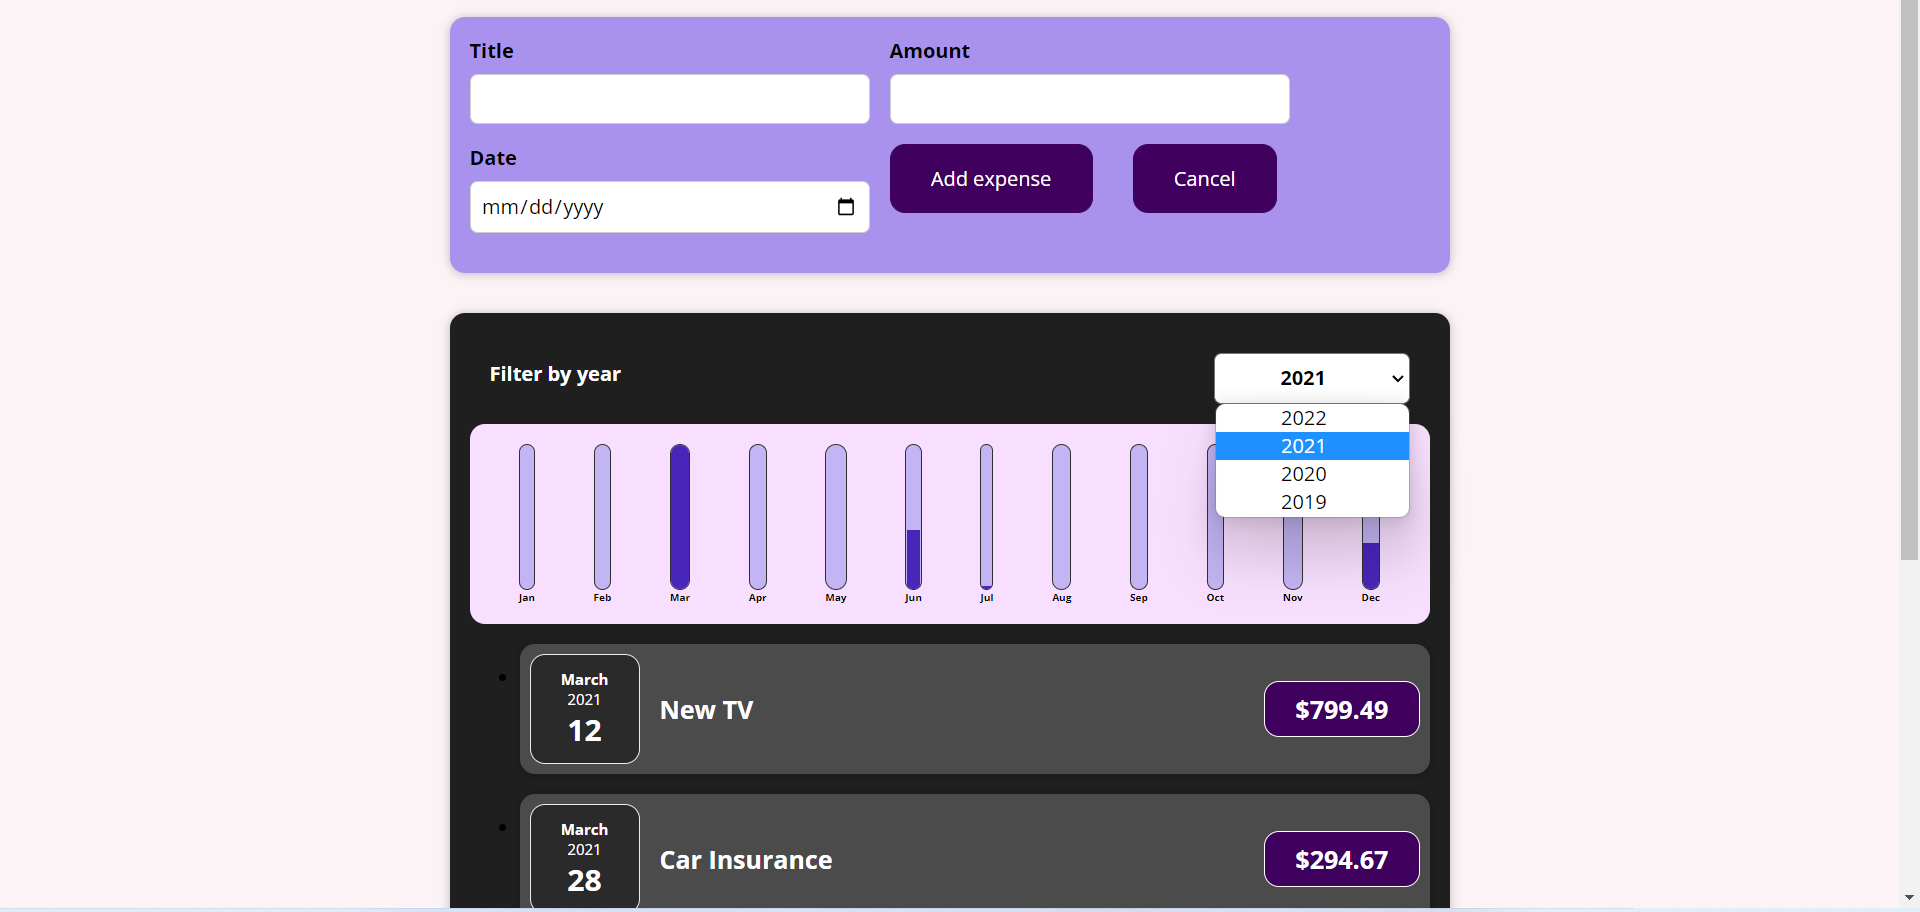 Title
Amount
Date
mm/dd/yyyy
Add expense
Cancel
Filter by year
2021
2022
2021
2020
2019
Jan Feb Mar Apr May Jun Jul Aug Sep Oct Nov Dec
March
2021
12
New TV
$799.49
March
2021
28
Car Insurance
$294.67